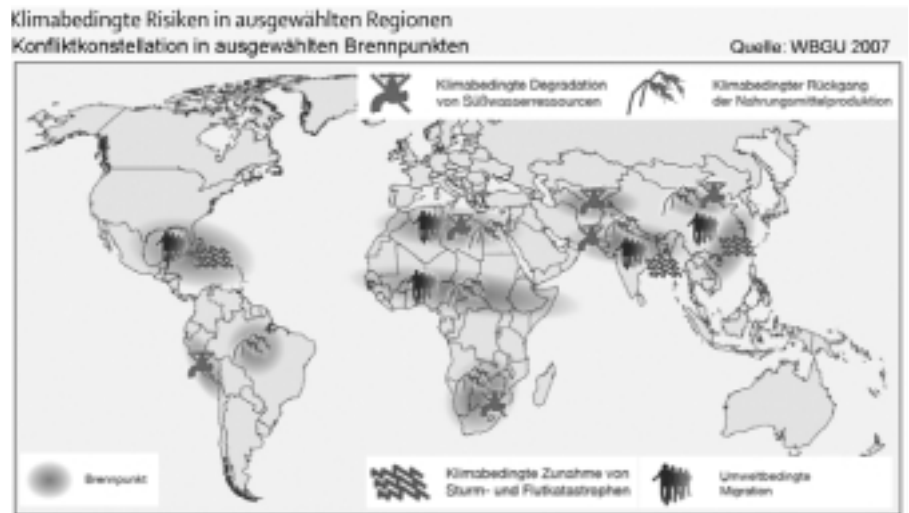 Klimabedingte Risiken in ausgewählten Regionen
Konfliktkonstellation in ausgewählten Brennpunkten
Quelle: WBGU 2007
Klimabedingte Degradation
von Süßwasserressourcen
Klimabedingter Rückgang
der Nahrungsmittelproduktion
Brennpunkt
Klimabedingte Zunahme von
Sturm- und Flutkatastrophen
Umweltbedingte
Migration